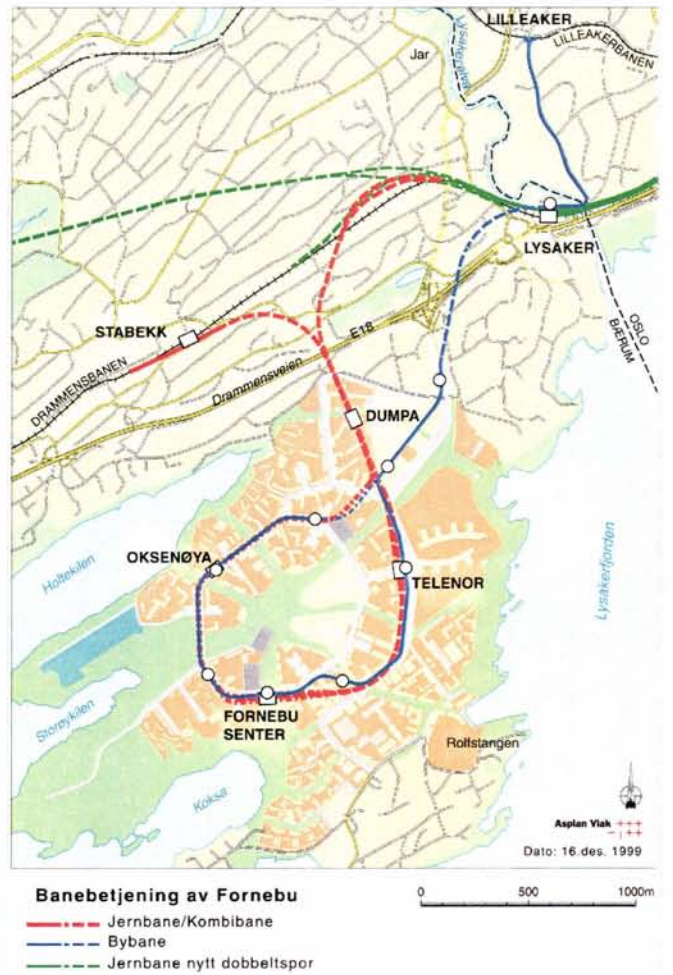 LILLEAKER
LILLEAKERBANEN
Lysakerelva
Jar
LYSAKER
STABEKK
E18
OSLO
BÆRUM
DRAMMENSBANEN
Drammensveien
DUMPA
OKSENØYA
Holtekilen
TELENOR
Lysakerfjorden
Storøykilen
FORNEBU
SENTER
Rolfstangen
Koksa
Asplan Viak
Dato: 16.des. 1999
Banebetjening av Fornebu
0 500 1000m
Jernbane/Kombibane
Bybane
Jernbane nytt dobbeltspor